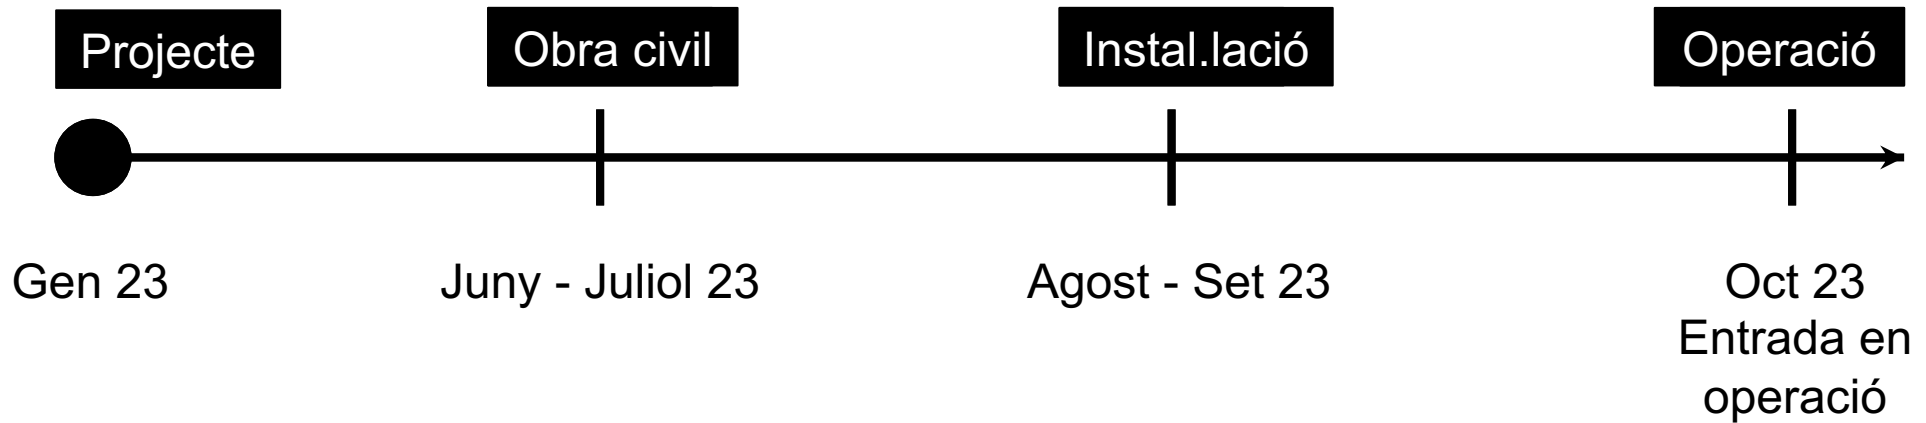 Projecte
Obra civil
Instal.lació
Operació
Gen 23
Juny - Juliol 23
Agost - Set 23
Oct 23
Entrada en
operació